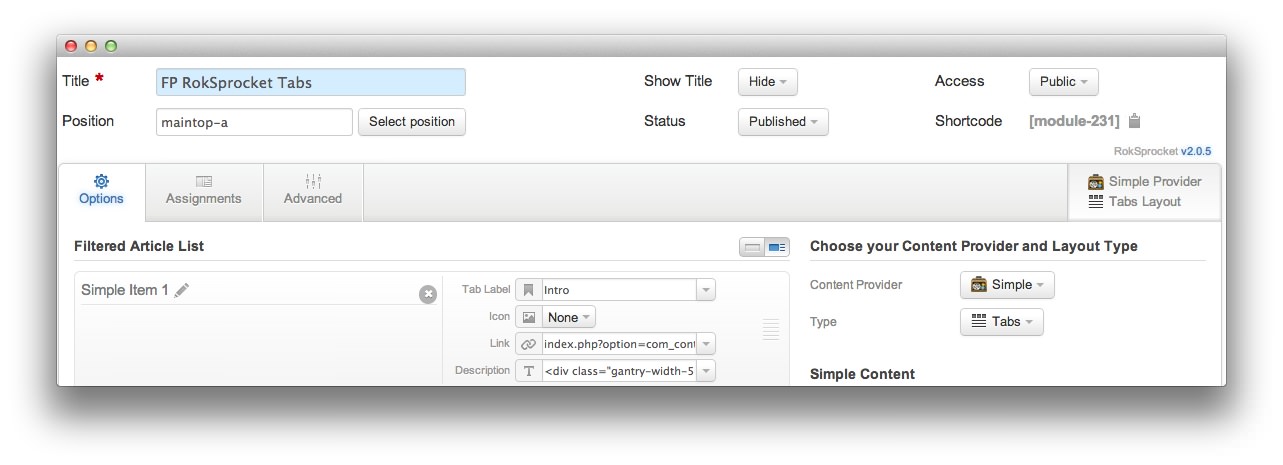 Title * FP RokSprocket Tabs Show Title Hide Access Public
Position maintop-a Select position Status Published Shortcode [module-231]
RokSprocket v2.0.5
Options Assignments Advanced
Simple Provider
Tabs Layout
Filtered Article List
Simple Item 1
Tab Label Intro
Icon None
Link index.php?option=com_cont
Description T <div class="gantry-width-5
Choose your Content Provider and Layout Type
Content Provider Simple
Type Tabs
Simple Content